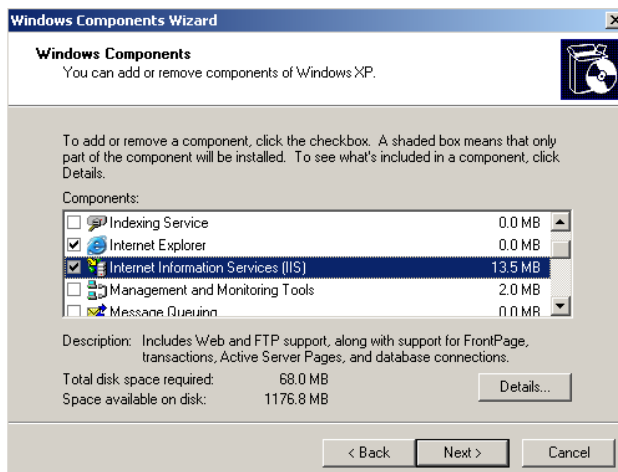 Windows Components Wizard
Windows Components
You can add or remove components of Windows XP.
To add or remove a component, click the checkbox. A shaded box means that only
part of the component will be installed. To see what's included in a component, click
Details.
Components:
Indexing Service 0.0 MB
Internet Explorer 0.0 MB
Internet Information Services (IIS) 13.5 MB
Management and Monitoring Tools 2.0 MB
Message Queuing 0.0 MB
Description: Includes Web and FTP support, along with support for FrontPage,
transactions, Active Server Pages, and database connections.
Total disk space required: 68.0 MB
Space available on disk: 1176.8 MB
Details...
< Back Next > Cancel